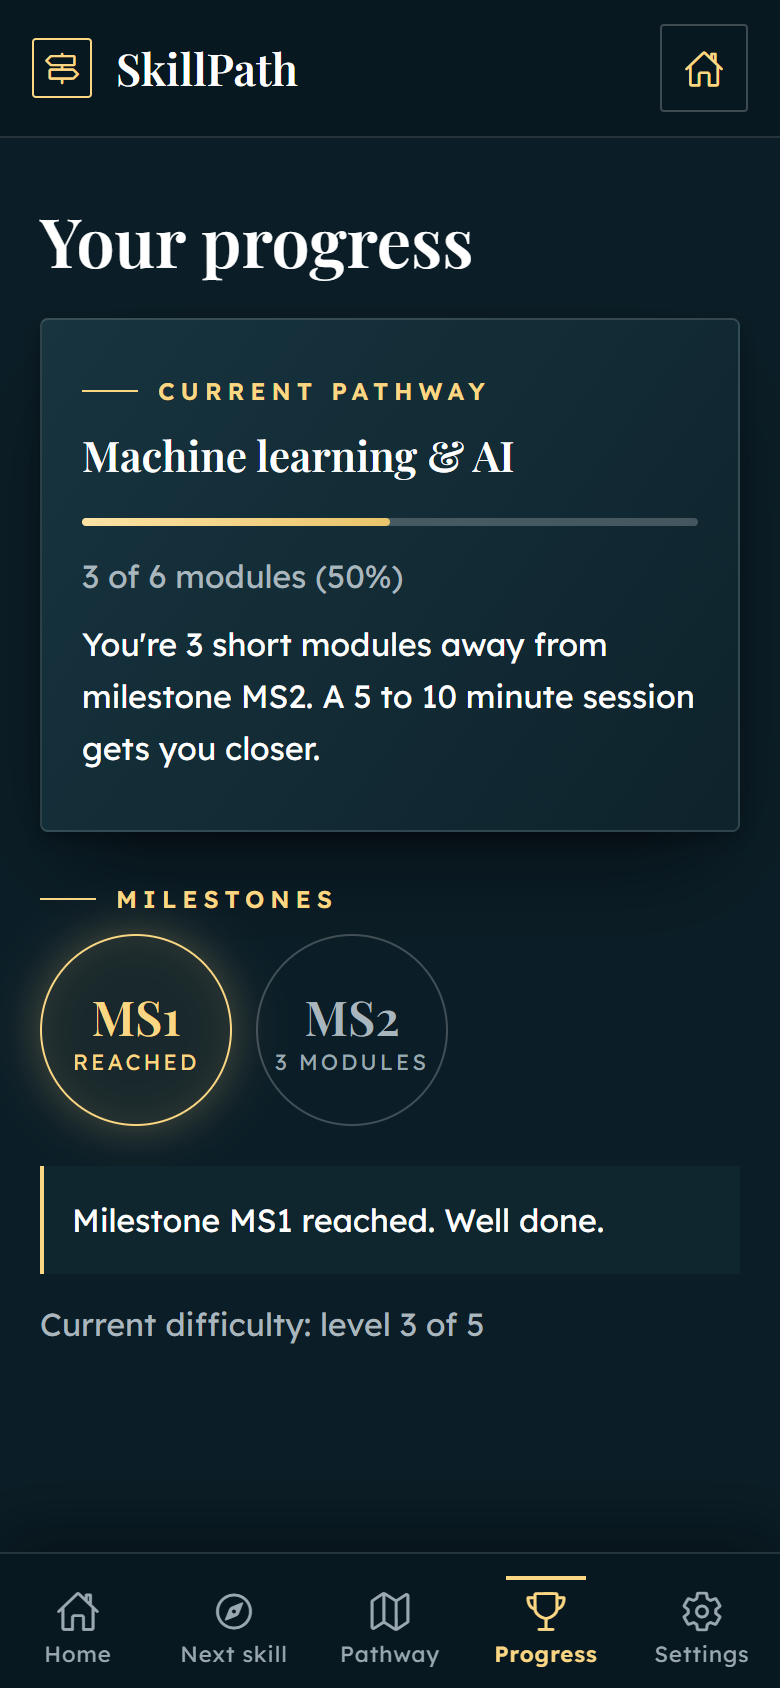 SkillPath
Your progress
CURRENT PATHWAY
Machine learning & AI
3 of 6 modules (50%)
You're 3 short modules away from
milestone MS2. A 5 to 10 minute session
gets you closer.
MILESTONES
MS1
REACHED
MS2
3 MODULES
Milestone MS1 reached. Well done.
Current difficulty: level 3 of 5
Home
Next skill
Pathway
Progress
Settings